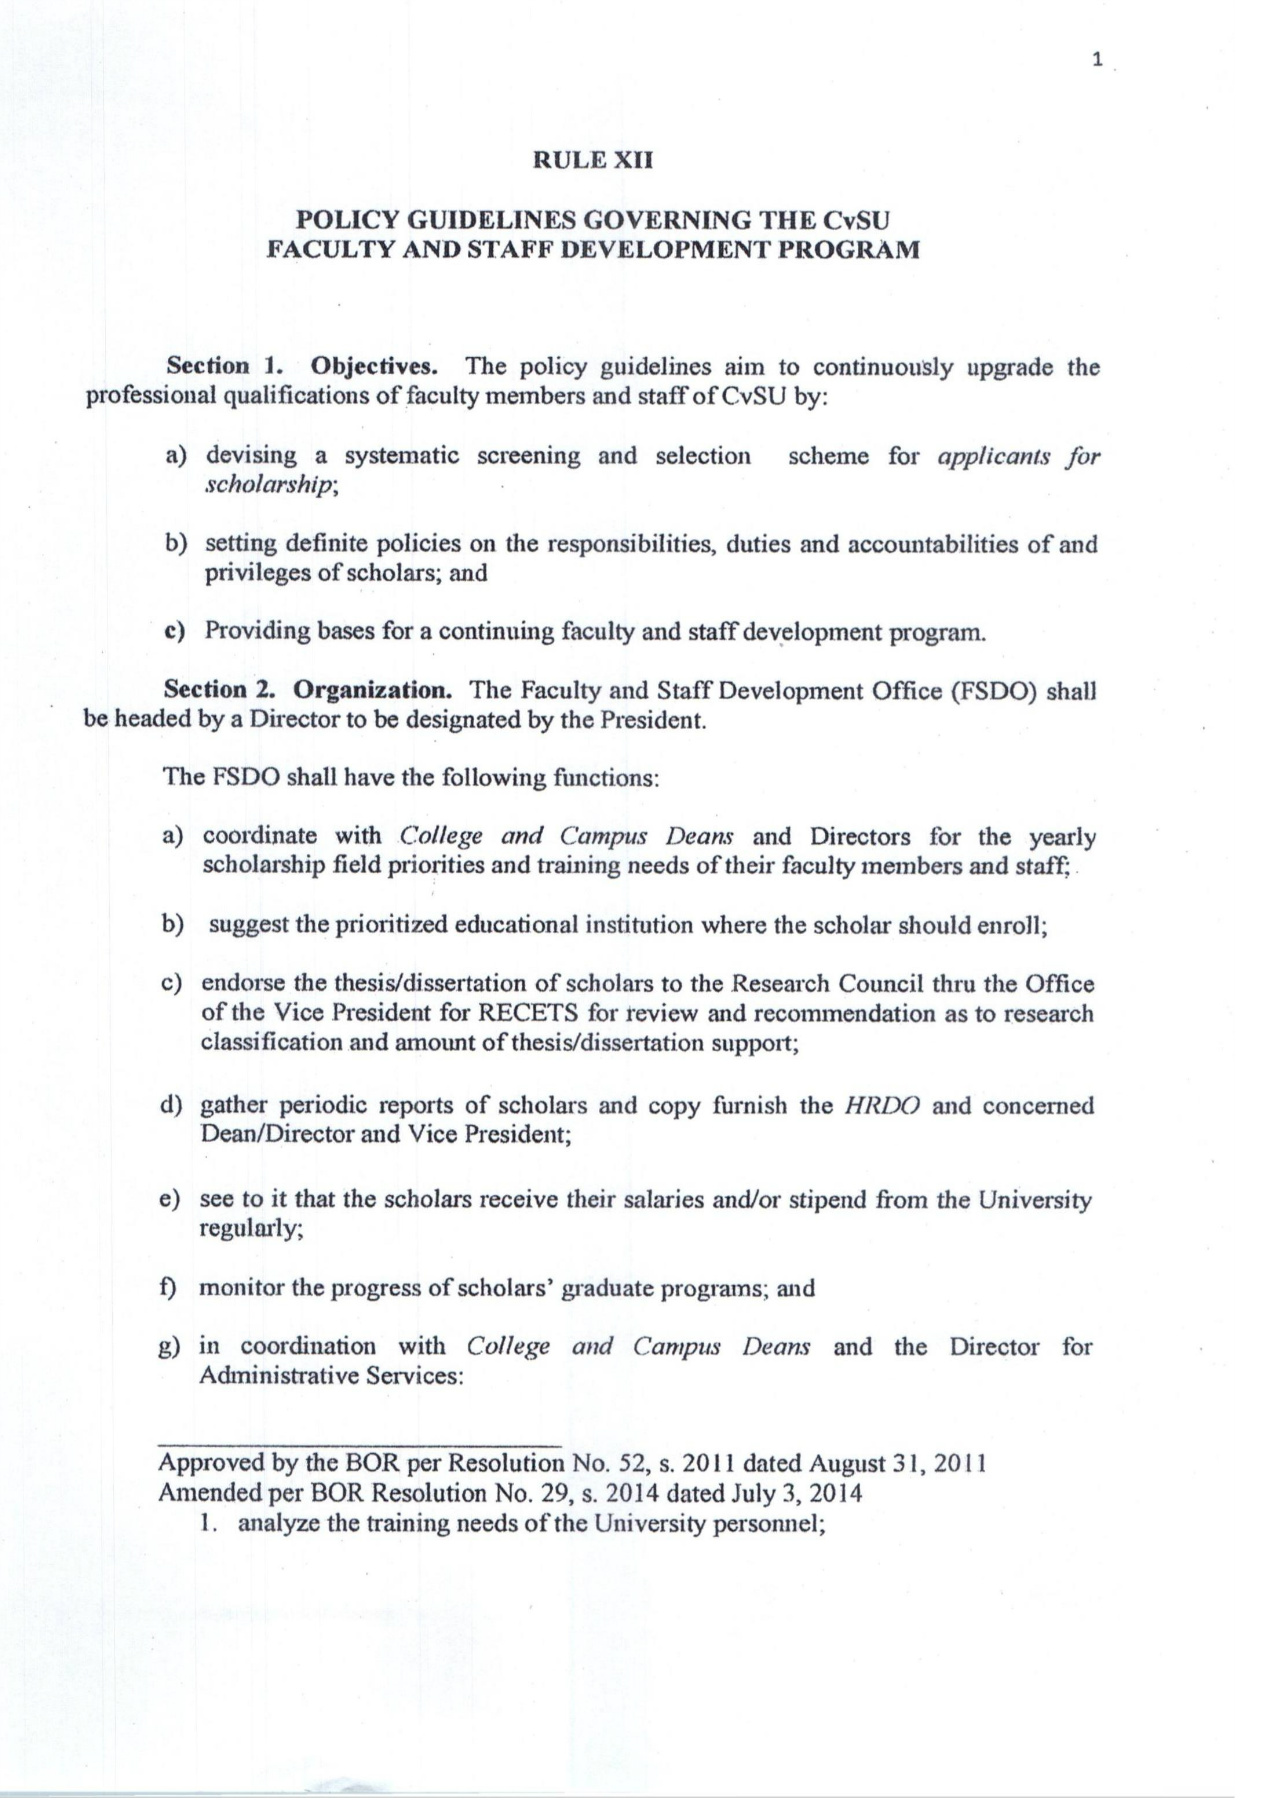 1
RULE XII
POLICY GUIDELINES GOVERNING THE CvSU
FACULTY AND STAFF DEVELOPMENT PROGRAM
Section 1. Objectives. The policy guidelines aim to continuously upgrade the
professional qualifications of faculty members and staff of CvSU by:
a) devising a systematic screening and selection scheme for applicants for
scholarship;
b) setting definite policies on the responsibilities, duties and accountabilities of and
privileges of scholars; and
c) Providing bases for a continuing faculty and staff development program.
Section 2. Organization. The Faculty and Staff Development Office (FSDO) shall
be headed by a Director to be designated by the President.
The FSDO shall have the following functions:
a) coordinate with College and Campus Deans and Directors for the yearly
scholarship field priorities and training needs of their faculty members and staff;
b) suggest the prioritized educational institution where the scholar should enroll;
c) endorse the thesis/dissertation of scholars to the Research Council thru the Office
of the Vice President for RECETS for review and recommendation as to research
classification and amount of thesis/dissertation support;
d) gather periodic reports of scholars and copy furnish the HRDO and concerned
Dean/Director and Vice President;
e) see to it that the scholars receive their salaries and/or stipend from the University
regularly;
f) monitor the progress of scholars' graduate programs; and
g) in coordination with College and Campus Deans and the Director for
Administrative Services:
Approved by the BOR per Resolution No. 52, s. 2011 dated August 31, 2011
Amended per BOR Resolution No. 29, s. 2014 dated July 3, 2014
1. analyze the training needs of the University personnel;